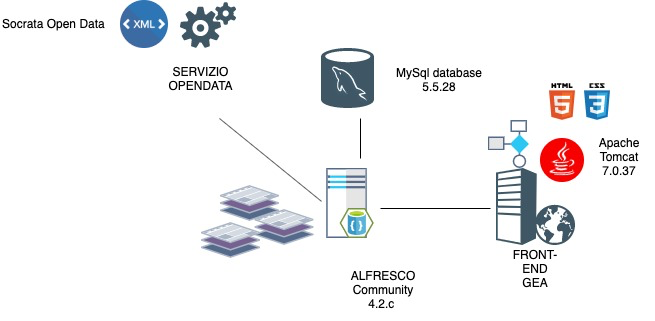 Socrata Open Data
< XML >
SERVIZIO
OPENDATA
MySql database
5.5.28
HTML
5
CSS
3
Apache
Tomcat
7.0.37
{ }
ALFRESCO
Community
4.2.c
FRONT-
END
GEA